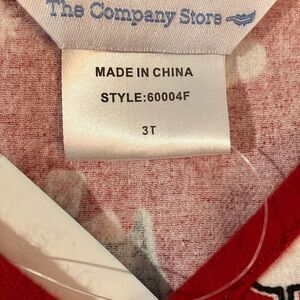 The Company Store
MADE IN CHINA
STYLE:60004F
3T